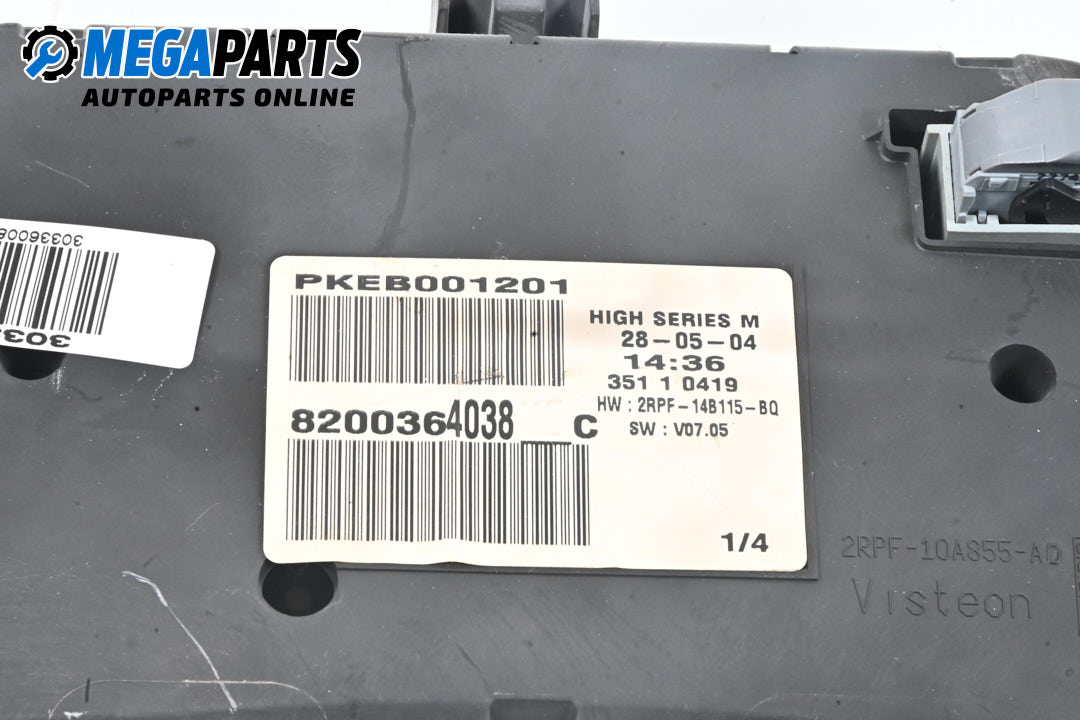 MEGAPARTS
AUTOPARTS ONLINE
PKEB001201
HIGH SERIES M
28-05-04
14:36
351 1 0419
HW : 2RPF-14B115-BQ
SW : V07.05
8200364038__C
1/4
2RPF-10A855-AD
Visteon